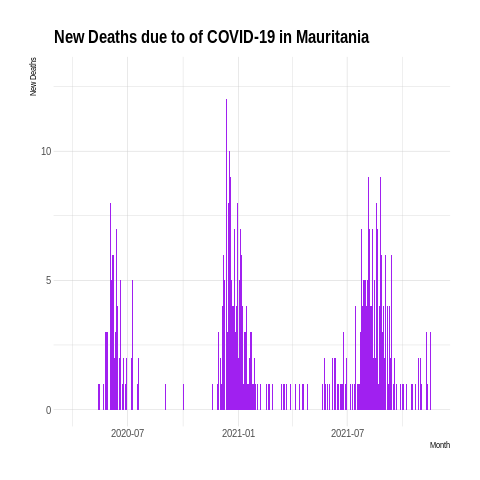 New Deaths due to of COVID-19 in Mauritania
New Deaths
10
5
0
2020-07
2021-01
2021-07
Month